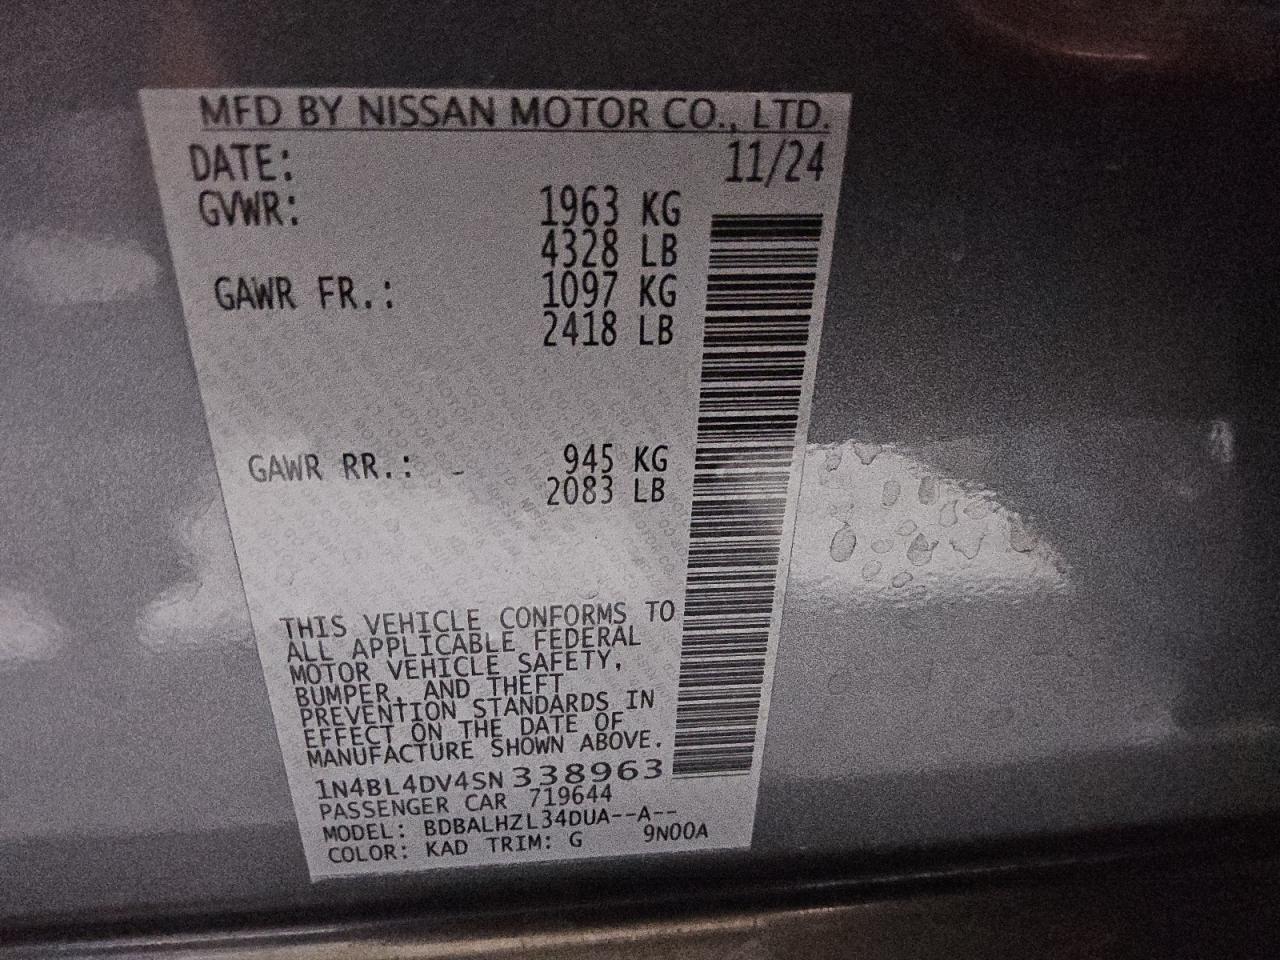 MFD BY NISSAN MOTOR CO., LTD.
DATE: 11/24
GVWR: 1963 KG
4328 LB
GAWR FR.: 1097 KG
2418 LB
GAWR RR.: 945 KG
2083 LB
THIS VEHICLE CONFORMS TO
ALL APPLICABLE FEDERAL
MOTOR VEHICLE SAFETY,
BUMPER, AND THEFT
PREVENTION STANDARDS IN
EFFECT ON THE DATE OF
MANUFACTURE SHOWN ABOVE.
1N4BL4DV4SN338963
PASSENGER CAR 719644
MODEL: BDBALHZL34DUA--A--
COLOR: KAD TRIM: G 9N00A